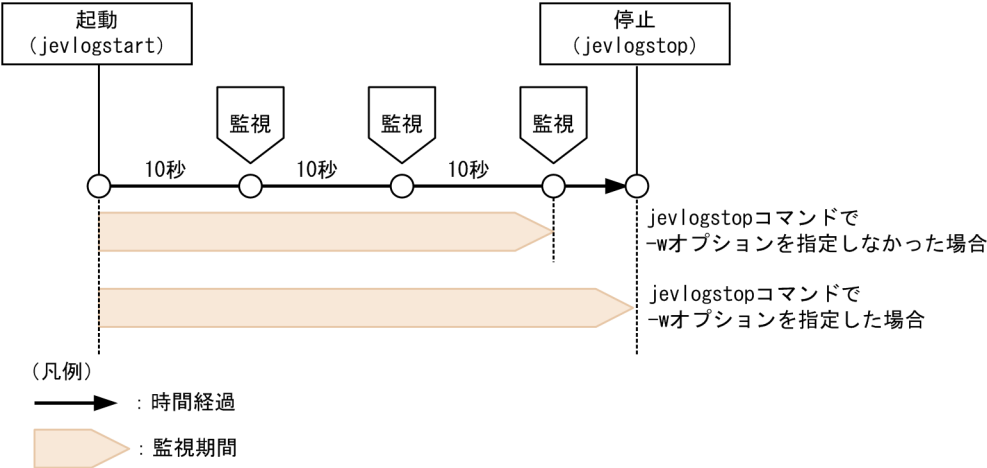 起動
(jevlogstart)
停止
(jevlogstop)
監視
監視
監視
10秒
10秒
10秒
jevlogstopコマンドで
-wオプションを指定しなかった場合
jevlogstopコマンドで
-wオプションを指定した場合
(凡例)
：時間経過
：監視期間